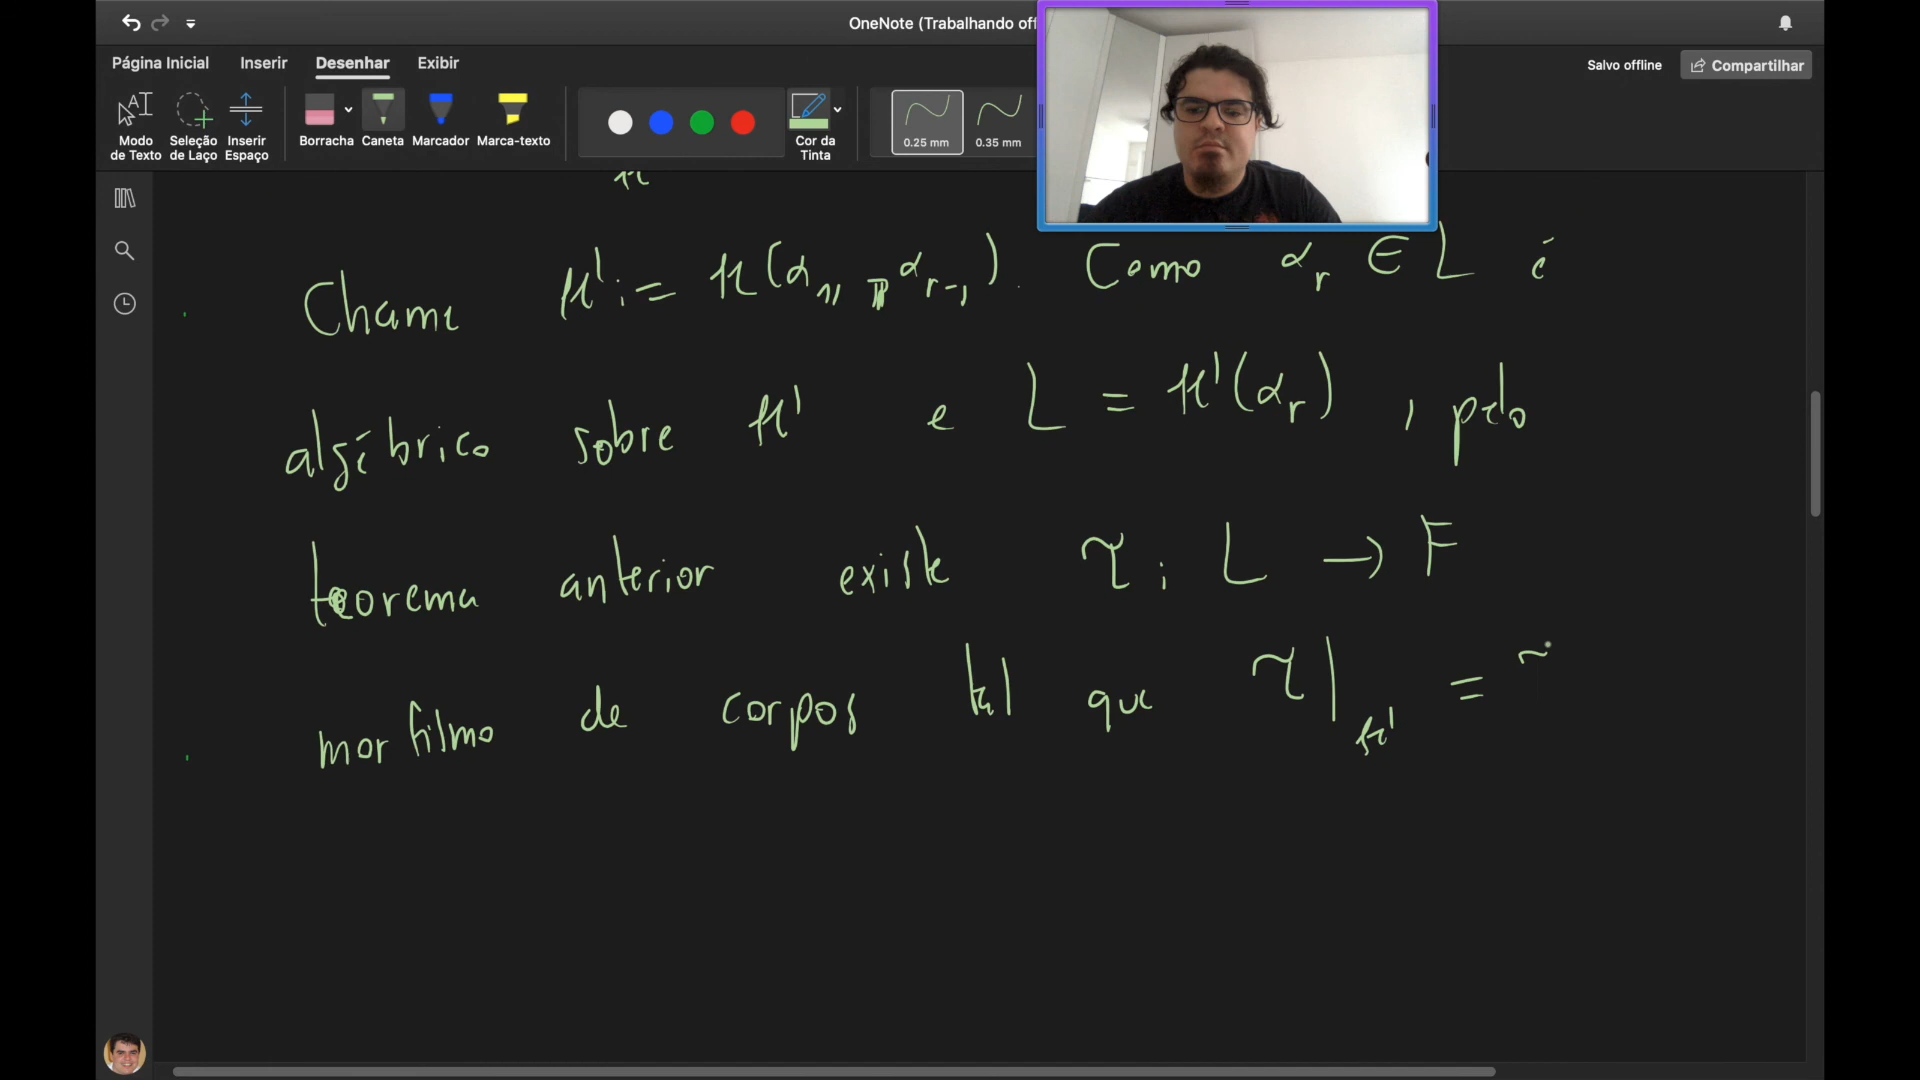 OneNote (Trabalhando off
Página Inicial Inserir Desenhar Exibir
Salvo offline Compartilhar
Modo de Texto Seleção de Laço Inserir Espaço Borracha Caneta Marcador Marca-texto Cor da Tinta 0.25 mm 0.35 mm
Chame K' := K(α₁, ..., αᵣ₋₁). Como αᵣ ∈ L é
algébrico sobre K' e L = K'(αᵣ), pelo
teorema anterior existe τ: L → F
morfismo de corpos tal que τ|K' = ~